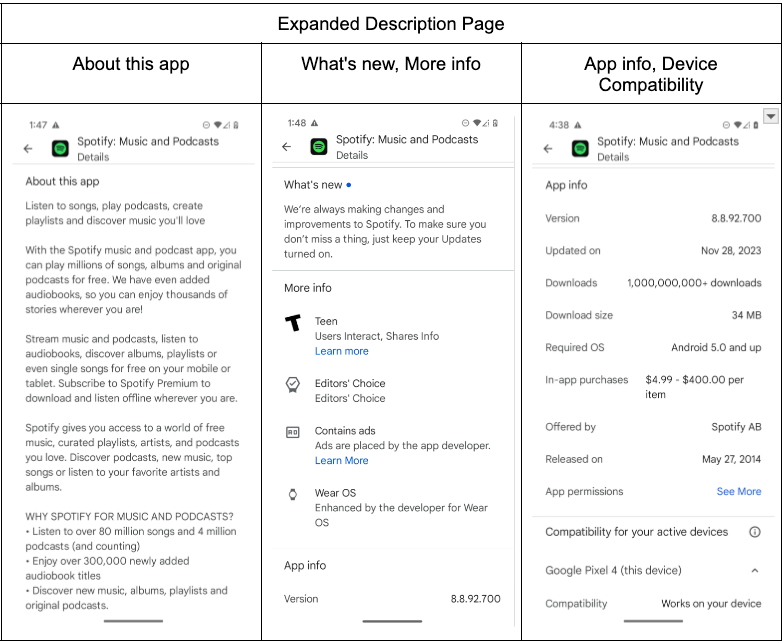 Expanded Description Page
About this app
What's new, More info
App info, Device
Compatibility
1:47
Spotify: Music and Podcasts
Details
About this app
Listen to songs, play podcasts, create
playlists and discover music you'll love
With the Spotify music and podcast app, you
can play millions of songs, albums and original
podcasts for free. We have even added
audiobooks, so you can enjoy thousands of
stories wherever you are!
Stream music and podcasts, listen to
audiobooks, discover albums, playlists or
even single songs for free on your mobile or
tablet. Subscribe to Spotify Premium to
download and listen offline wherever you are.
Spotify gives you access to a world of free
music, curated playlists, artists, and podcasts
you love. Discover podcasts, new music, top
songs or listen to your favorite artists and
albums.
WHY SPOTIFY FOR MUSIC AND PODCASTS?
• Listen to over 80 million songs and 4 million
podcasts (and counting)
• Enjoy over 300,000 newly added
audiobook titles
• Discover new music, albums, playlists and
original podcasts.
1:48
Spotify: Music and Podcasts
Details
What's new •
We're always making changes and
improvements to Spotify. To make sure you
don't miss a thing, just keep your Updates
turned on.
More info
T
Teen
Users Interact, Shares Info
Learn more
Editors' Choice
Editors' Choice
AD
Contains ads
Ads are placed by the app developer.
Learn More
Wear OS
Enhanced by the developer for Wear
OS
App info
Version 8.8.92.700
4:38
Spotify: Music and Podcasts
Details
App info
Version 8.8.92.700
Updated on Nov 28, 2023
Downloads 1,000,000,000+ downloads
Download size 34 MB
Required OS Android 5.0 and up
In-app purchases $4.99 - $400.00 per
item
Offered by Spotify AB
Released on May 27, 2014
App permissions See More
Compatibility for your active devices
Google Pixel 4 (this device)
Compatibility Works on your device